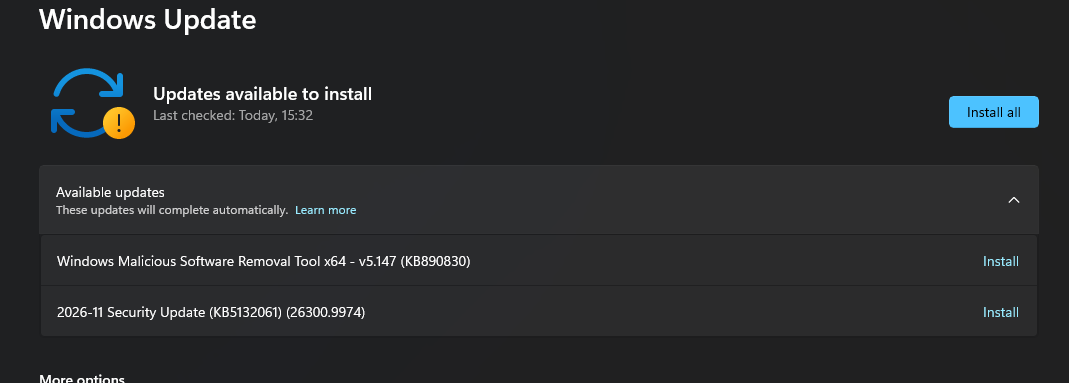 Windows Update
Updates available to install
Last checked: Today, 15:32
Install all
Available updates
These updates will complete automatically. Learn more
Windows Malicious Software Removal Tool x64 - v5.147 (KB890830)
Install
2026-11 Security Update (KB5132061) (26300.9974)
Install
More options